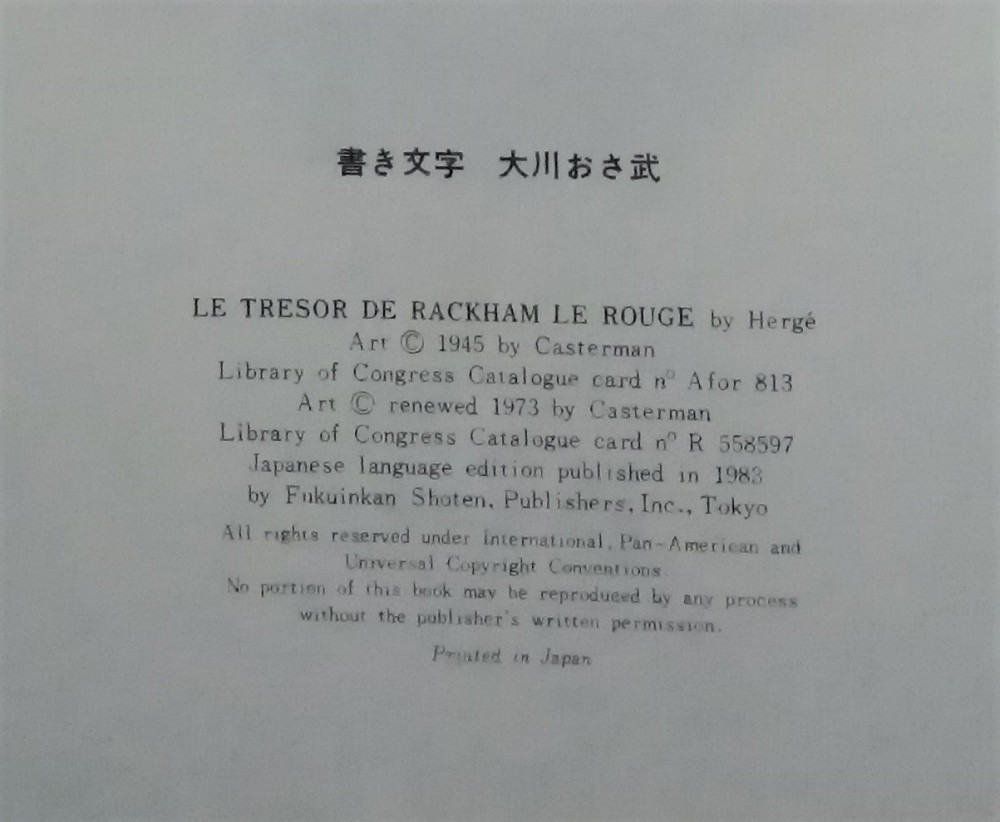 書き文字　大川おさ武
LE TRESOR DE RACKHAM LE ROUGE by Hergé
Art © 1945 by Casterman
Library of Congress Catalogue card nº Afor 813
Art © renewed 1973 by Casterman
Library of Congress Catalogue card nº R 558597
Japanese language edition published in 1983
by Fukuinkan Shoten, Publishers, Inc., Tokyo
All rights reserved under International, Pan-American and
Universal Copyright Conventions.
No portion of this book may be reproduced by any process
without the publisher's written permission.
Printed in Japan